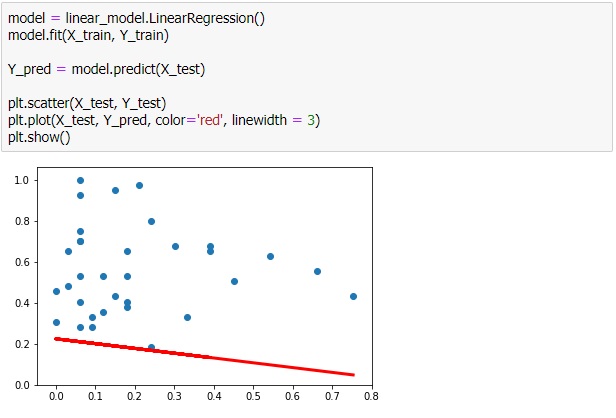 model = linear_model.LinearRegression()
model.fit(X_train, Y_train)
Y_pred = model.predict(X_test)
plt.scatter(X_test, Y_test)
plt.plot(X_test, Y_pred, color='red', linewidth = 3)
plt.show()
1.0
0.8
0.6
0.4
0.2
0.0
0.0 0.1 0.2 0.3 0.4 0.5 0.6 0.7 0.8